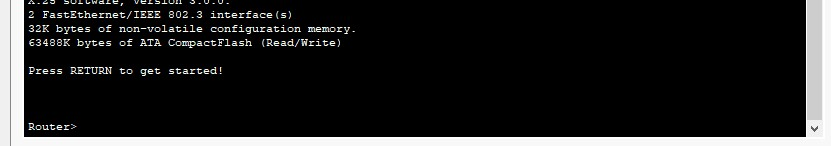 X.25 software, Version 3.0.0.
2 FastEthernet/IEEE 802.3 interface(s)
32K bytes of non-volatile configuration memory.
63488K bytes of ATA CompactFlash (Read/Write)
Press RETURN to get started!
Router>